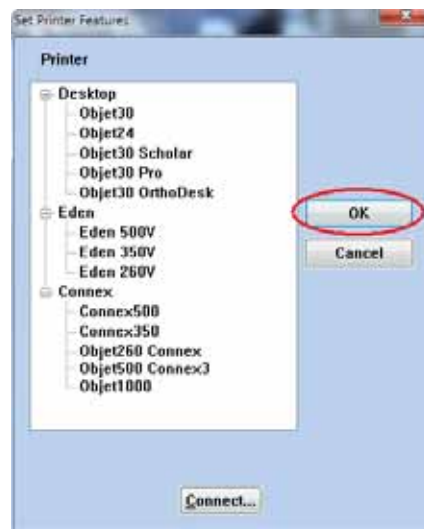 Set Printer Features
Printer
Desktop
Objet30
Objet24
Objet30 Scholar
Objet30 Pro
Objet30 OrthoDesk
Eden
Eden 500V
Eden 350V
Eden 260V
Connex
Connex500
Connex350
Objet260 Connex
Objet500 Connex3
Objet1000
OK
Cancel
Connect...